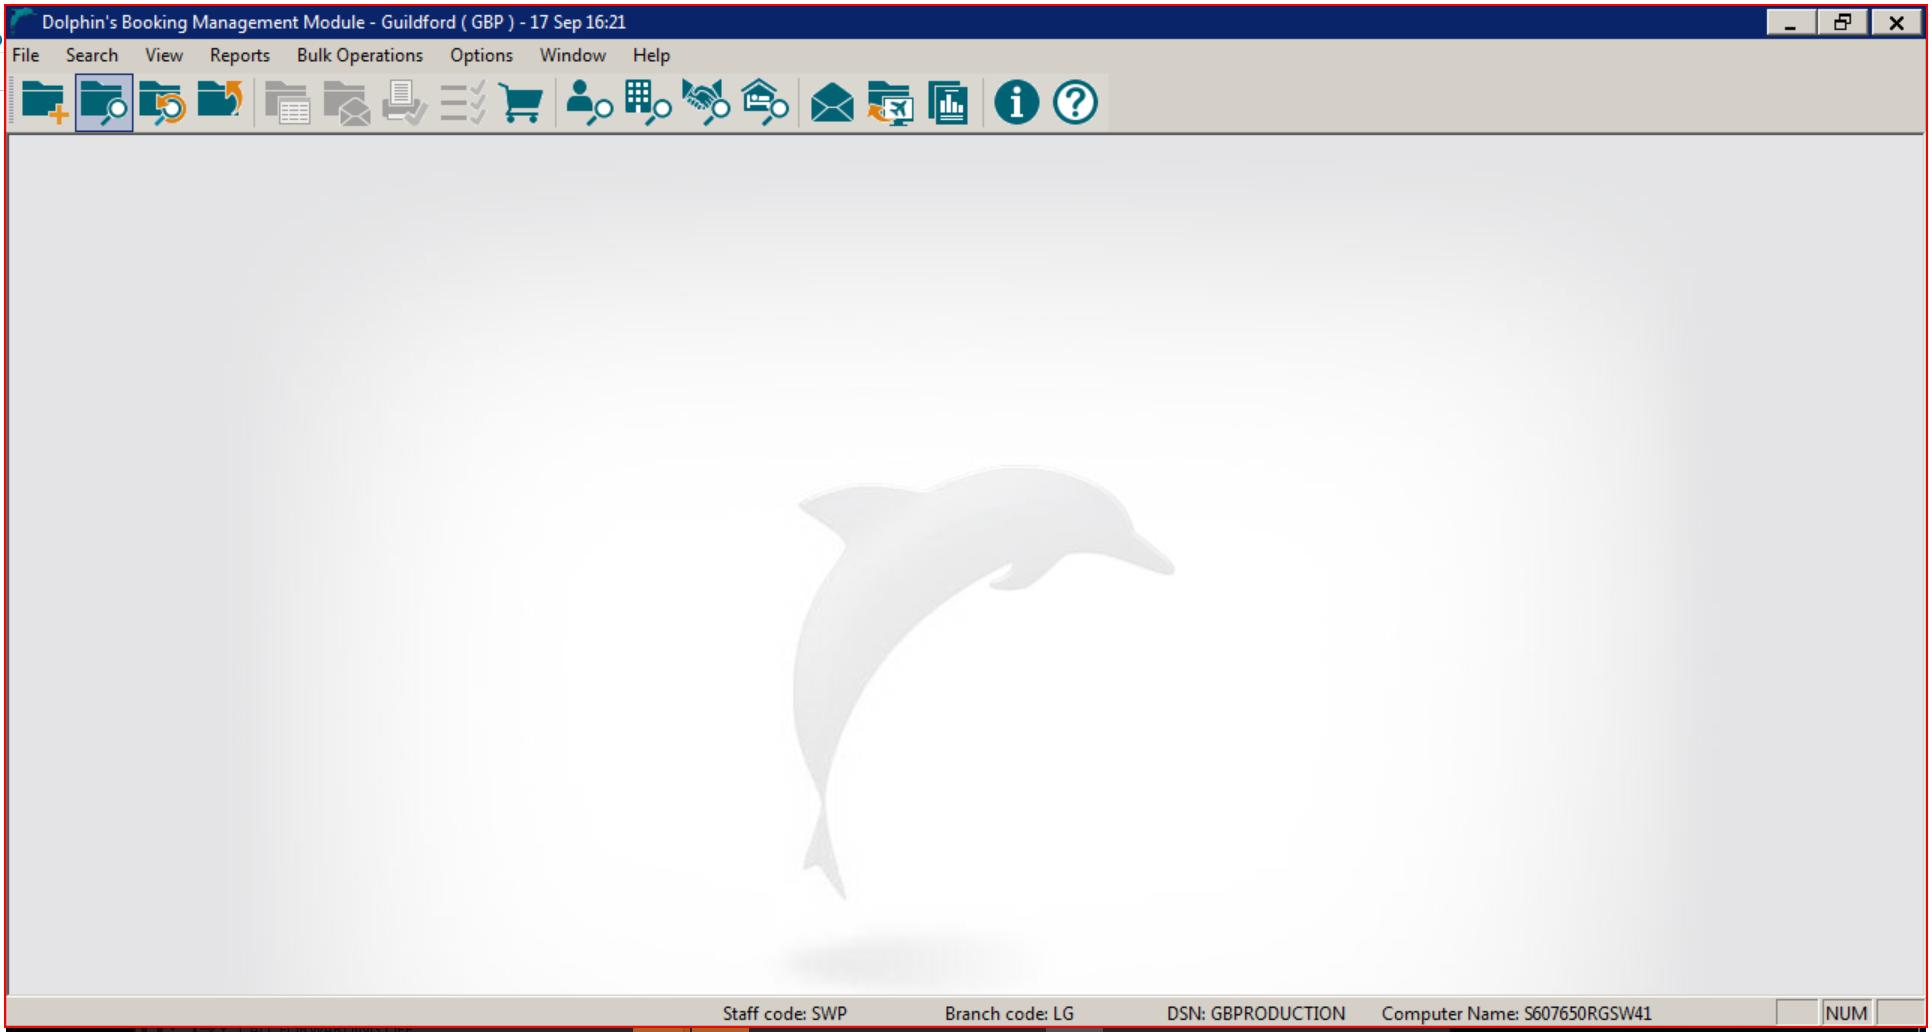 Dolphin's Booking Management Module - Guildford ( GBP ) - 17 Sep 16:21
File Search View Reports Bulk Operations Options Window Help
Staff code: SWP Branch code: LG DSN: GBPRODUCTION Computer Name: S607650RGSW41 NUM